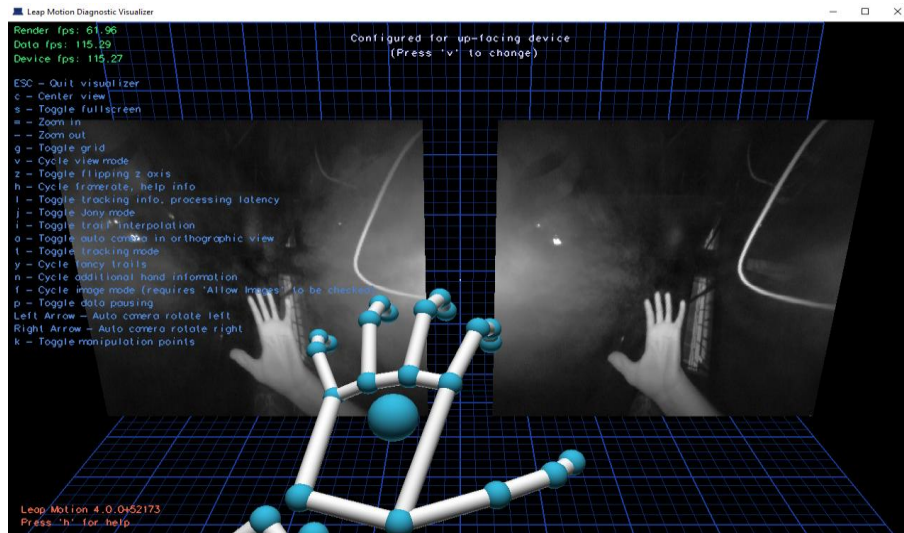 Leap Motion Diagnostic Visualizer
Render fps: 61.96
Data fps: 115.29
Device fps: 115.27
Configured for up-facing device
(Press 'v' to change)
ESC - Quit visualizer
c - Center view
s - Toggle fullscreen
= - Zoom in
- - Zoom out
g - Toggle grid
v - Cycle view mode
z - Toggle flipping z axis
h - Cycle framerate, help info
l - Toggle tracking info, processing latency
j - Toggle Jony mode
i - Toggle trail interpolation
a - Toggle auto camera in orthographic view
t - Toggle tracking mode
y - Cycle fancy trails
n - Cycle additional hand information
f - Cycle image mode (requires 'Allow Images' to be checked)
p - Toggle data pausing
Left Arrow - Auto camera rotate left
Right Arrow - Auto camera rotate right
k - Toggle manipulation points
Leap Motion 4.0.0+52173
Press 'h' for help